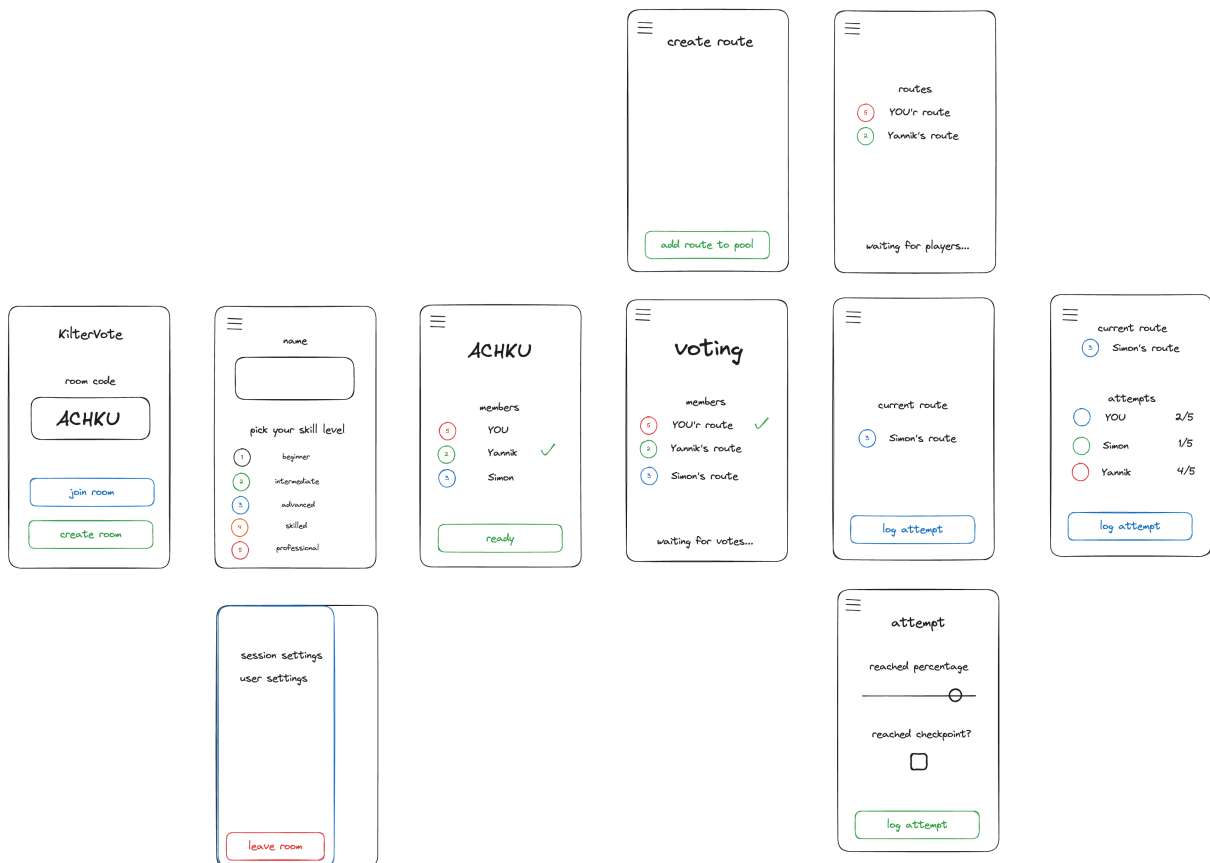 create route
add route to pool
routes
5 YOU'r route
2 Yannik's route
waiting for players...
KilterVote
room code
ACHKU
join room
create room
name
pick your skill level
1 beginner
2 intermediate
3 advanced
4 skilled
5 professional
ACHKU
members
5 YOU
2 Yannik
3 Simon
ready
voting
members
5 YOU'r route
2 Yannik's route
3 Simon's route
waiting for votes...
current route
3 Simon's route
log attempt
current route
3 Simon's route
attempts
YOU 2/5
Simon 1/5
Yannik 4/5
log attempt
session settings
user settings
leave room
attempt
reached percentage
reached checkpoint?
log attempt